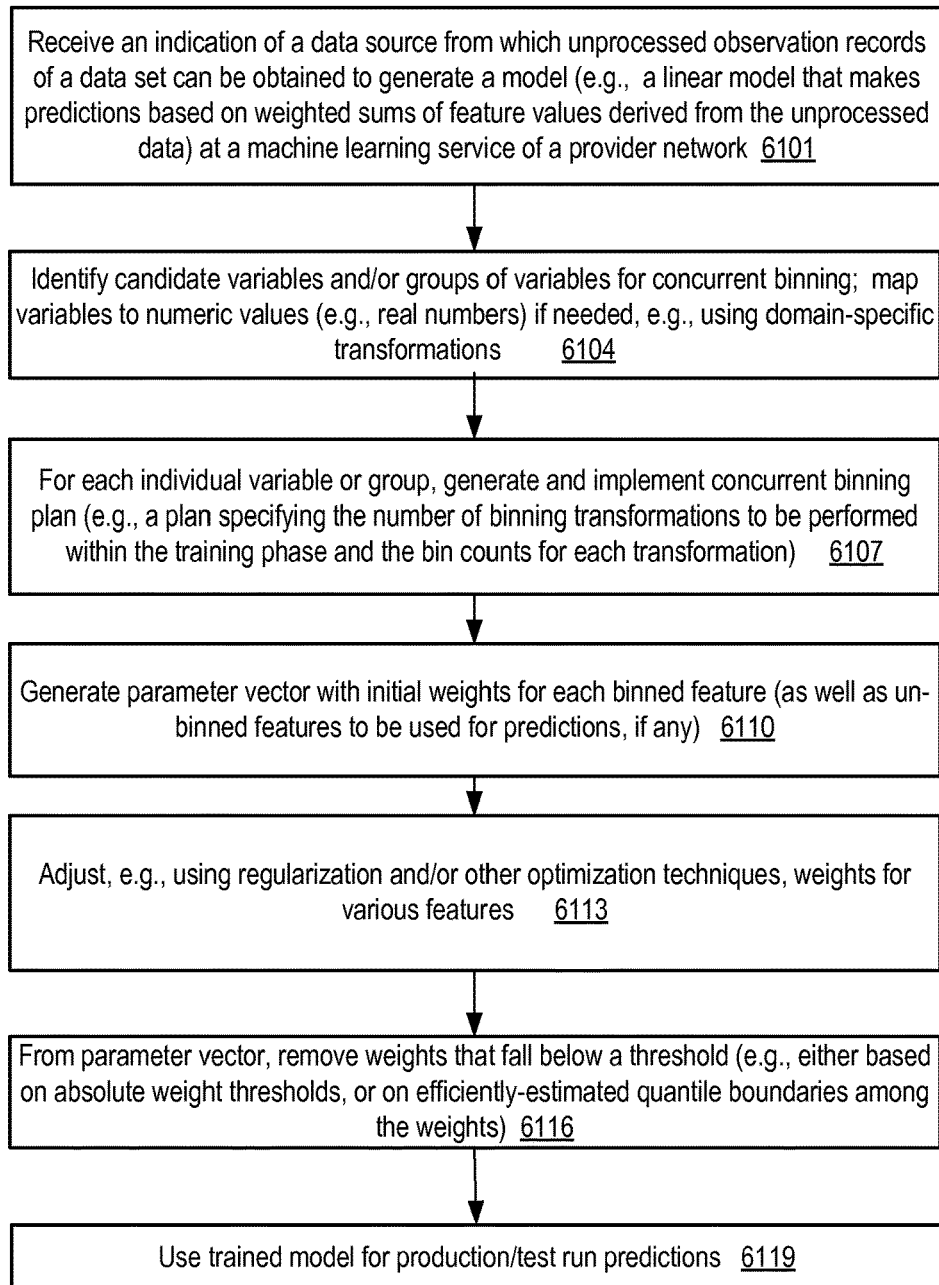 Receive an indication of a data source from which unprocessed observation records
of a data set can be obtained to generate a model (e.g., a linear model that makes
predictions based on weighted sums of feature values derived from the unprocessed
data) at a machine learning service of a provider network 6101
Identify candidate variables and/or groups of variables for concurrent binning; map
variables to numeric values (e.g., real numbers) if needed, e.g., using domain-specific
transformations 6104
For each individual variable or group, generate and implement concurrent binning
plan (e.g., a plan specifying the number of binning transformations to be performed
within the training phase and the bin counts for each transformation) 6107
Generate parameter vector with initial weights for each binned feature (as well as un-
binned features to be used for predictions, if any) 6110
Adjust, e.g., using regularization and/or other optimization techniques, weights for
various features 6113
From parameter vector, remove weights that fall below a threshold (e.g., either based
on absolute weight thresholds, or on efficiently-estimated quantile boundaries among
the weights) 6116
Use trained model for production/test run predictions 6119